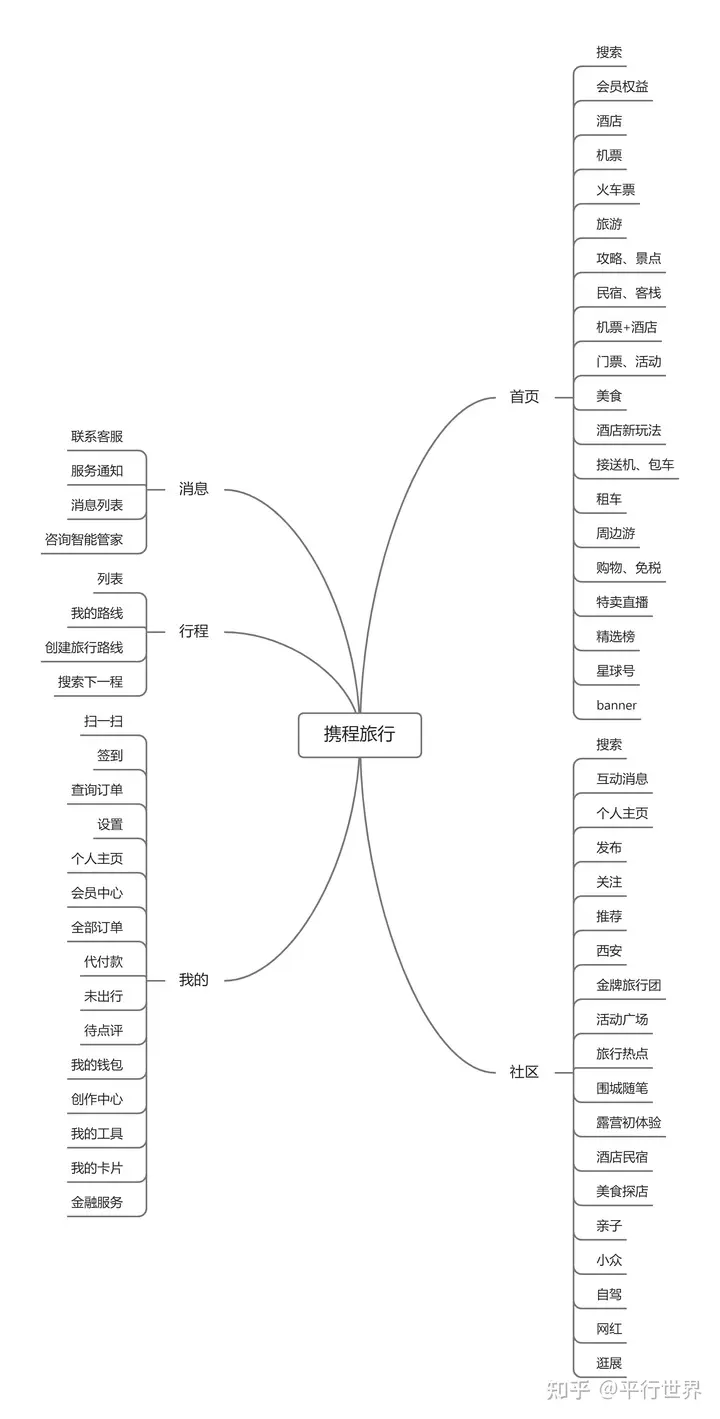 携程旅行
首页
搜索
会员权益
酒店
机票
火车票
旅游
攻略、景点
民宿、客栈
机票+酒店
门票、活动
美食
酒店新玩法
接送机、包车
租车
周边游
购物、免税
特卖直播
精选榜
星球号
banner
社区
搜索
互动消息
个人主页
发布
关注
推荐
西安
金牌旅行团
活动广场
旅行热点
围城随笔
露营初体验
酒店民宿
美食探店
亲子
小众
自驾
网红
逛展
消息
联系客服
服务通知
消息列表
咨询智能管家
行程
列表
我的路线
创建旅行路线
搜索下一程
我的
扫一扫
签到
查询订单
设置
个人主页
会员中心
全部订单
代付款
未出行
待点评
我的钱包
创作中心
我的工具
我的卡片
金融服务
知乎 @平行世界